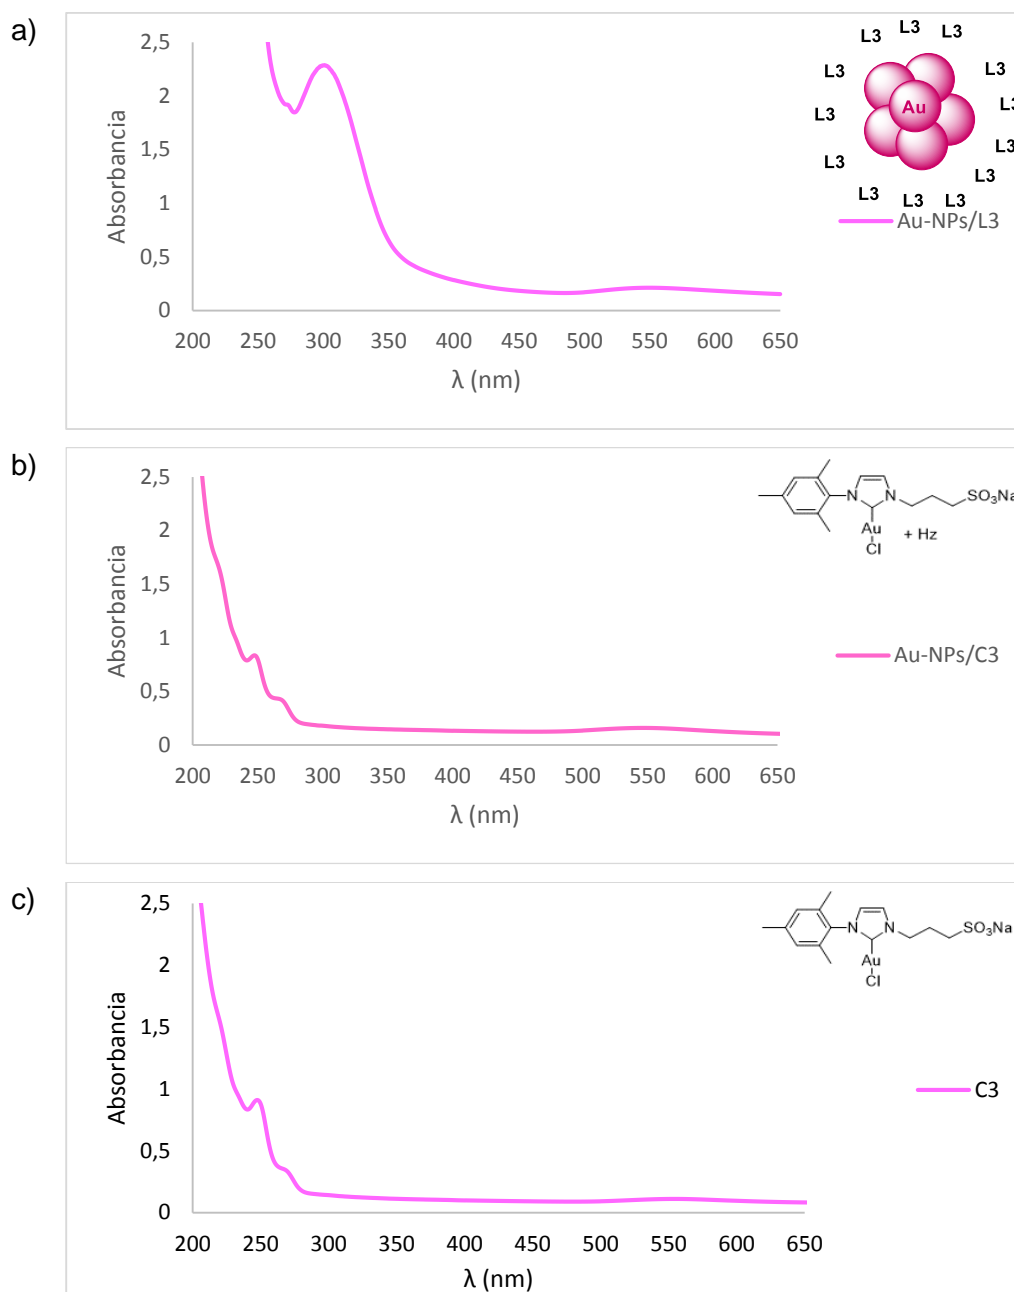 a)
2,5
2
1,5
1
0,5
0
Absorbancia
200 250 300 350 400 450 500 550 600 650
λ (nm)
L3 L3 L3 L3 L3 L3 L3 L3 L3 L3 L3 L3 L3 L3
Au
Au-NPs/L3
b)
2,5
2
1,5
1
0,5
0
Absorbancia
200 250 300 350 400 450 500 550 600 650
λ (nm)
N N SO3Na
Au
Cl
+ Hz
Au-NPs/C3
c)
2,5
2
1,5
1
0,5
0
Absorbancia
200 250 300 350 400 450 500 550 600 650
λ (nm)
N N SO3Na
Au
Cl
C3